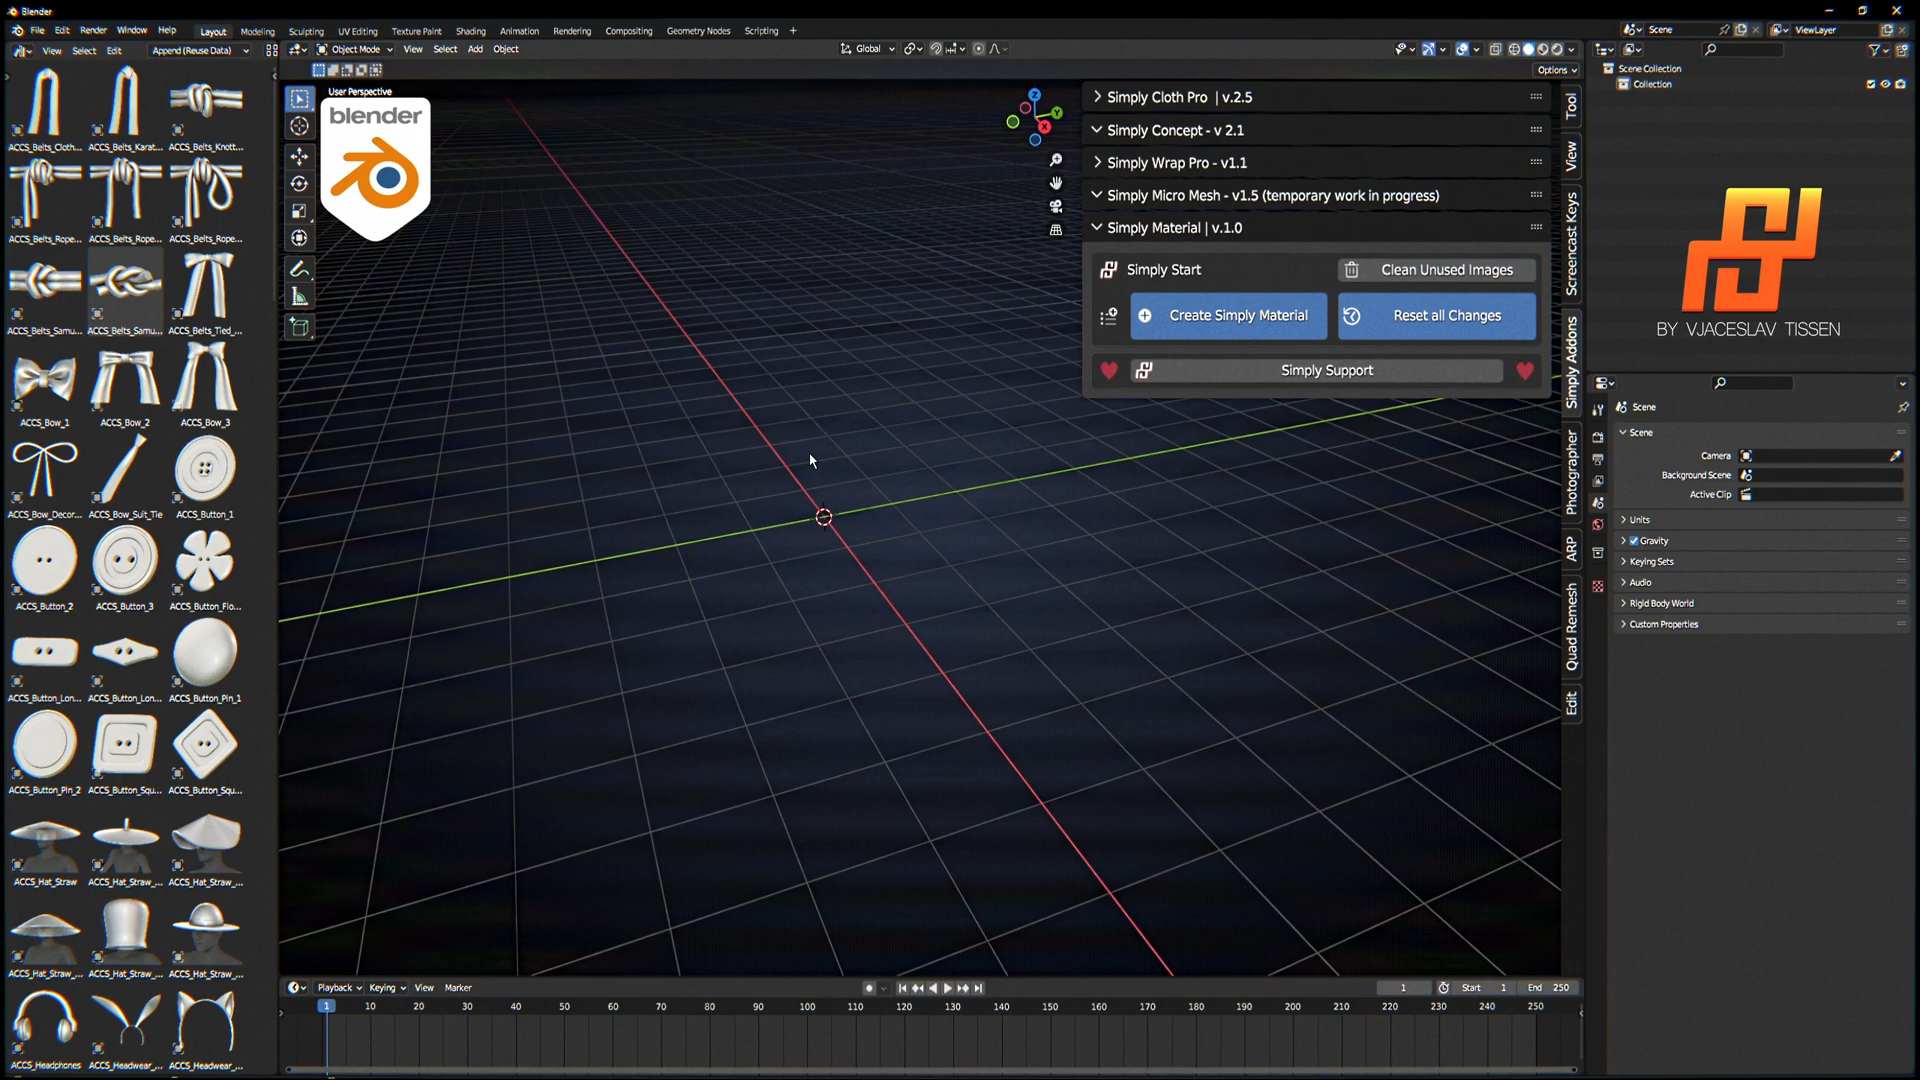 Blender
File Edit Render Window Help Layout Modeling Sculpting UV Editing Texture Paint Shading Animation Rendering Compositing Geometry Nodes Scripting +
Scene
ViewLayer
View Select Edit Append (Reuse Data)
Object Mode View Select Add Object
Global
Options
User Perspective
blender
ACCS_Belts_Cloth... ACCS_Belts_Karat... ACCS_Belts_Knott...
ACCS_Belts_Rope... ACCS_Belts_Rope... ACCS_Belts_Rope...
ACCS_Belts_Samu... ACCS_Belts_Samu... ACCS_Belts_Tied_...
ACCS_Bow_1 ACCS_Bow_2 ACCS_Bow_3
ACCS_Bow_Decor... ACCS_Bow_Suit_Tie ACCS_Button_1
ACCS_Button_2 ACCS_Button_3 ACCS_Button_Flo...
ACCS_Button_Lon... ACCS_Button_Lon... ACCS_Button_Pin_1
ACCS_Button_Pin_2 ACCS_Button_Squ... ACCS_Button_Squ...
ACCS_Hat_Straw ACCS_Hat_Straw_... ACCS_Hat_Straw_...
ACCS_Hat_Straw_... ACCS_Hat_Straw_... ACCS_Hat_Straw_...
ACCS_Headphones ACCS_Headwear_... ACCS_Headwear_...
Z
Y
X
Simply Cloth Pro | v.2.5
Simply Concept - v 2.1
Simply Wrap Pro - v1.1
Simply Micro Mesh - v1.5 (temporary work in progress)
Simply Material | v.1.0
Simply Start
Clean Unused Images
Create Simply Material
Reset all Changes
Simply Support
Tool
View
Screencast Keys
Simply Addons
Photographer
ARP
Quad Remesh
Edit
Scene Collection
Collection
BY VJACESLAV TISSEN
Scene
Scene
Camera
Background Scene
Active Clip
Units
Gravity
Keying Sets
Audio
Rigid Body World
Custom Properties
Playback Keying View Marker
1
Start 1
End 250
1 10 20 30 40 50 60 70 80 90 100 110 120 130 140 150 160 170 180 190 200 210 220 230 240 250